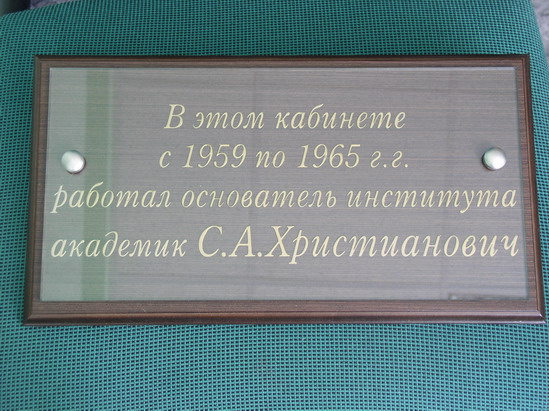 В этом кабинете
с 1959 по 1965 г.г.
работал основатель института
академик С.А.Христианович